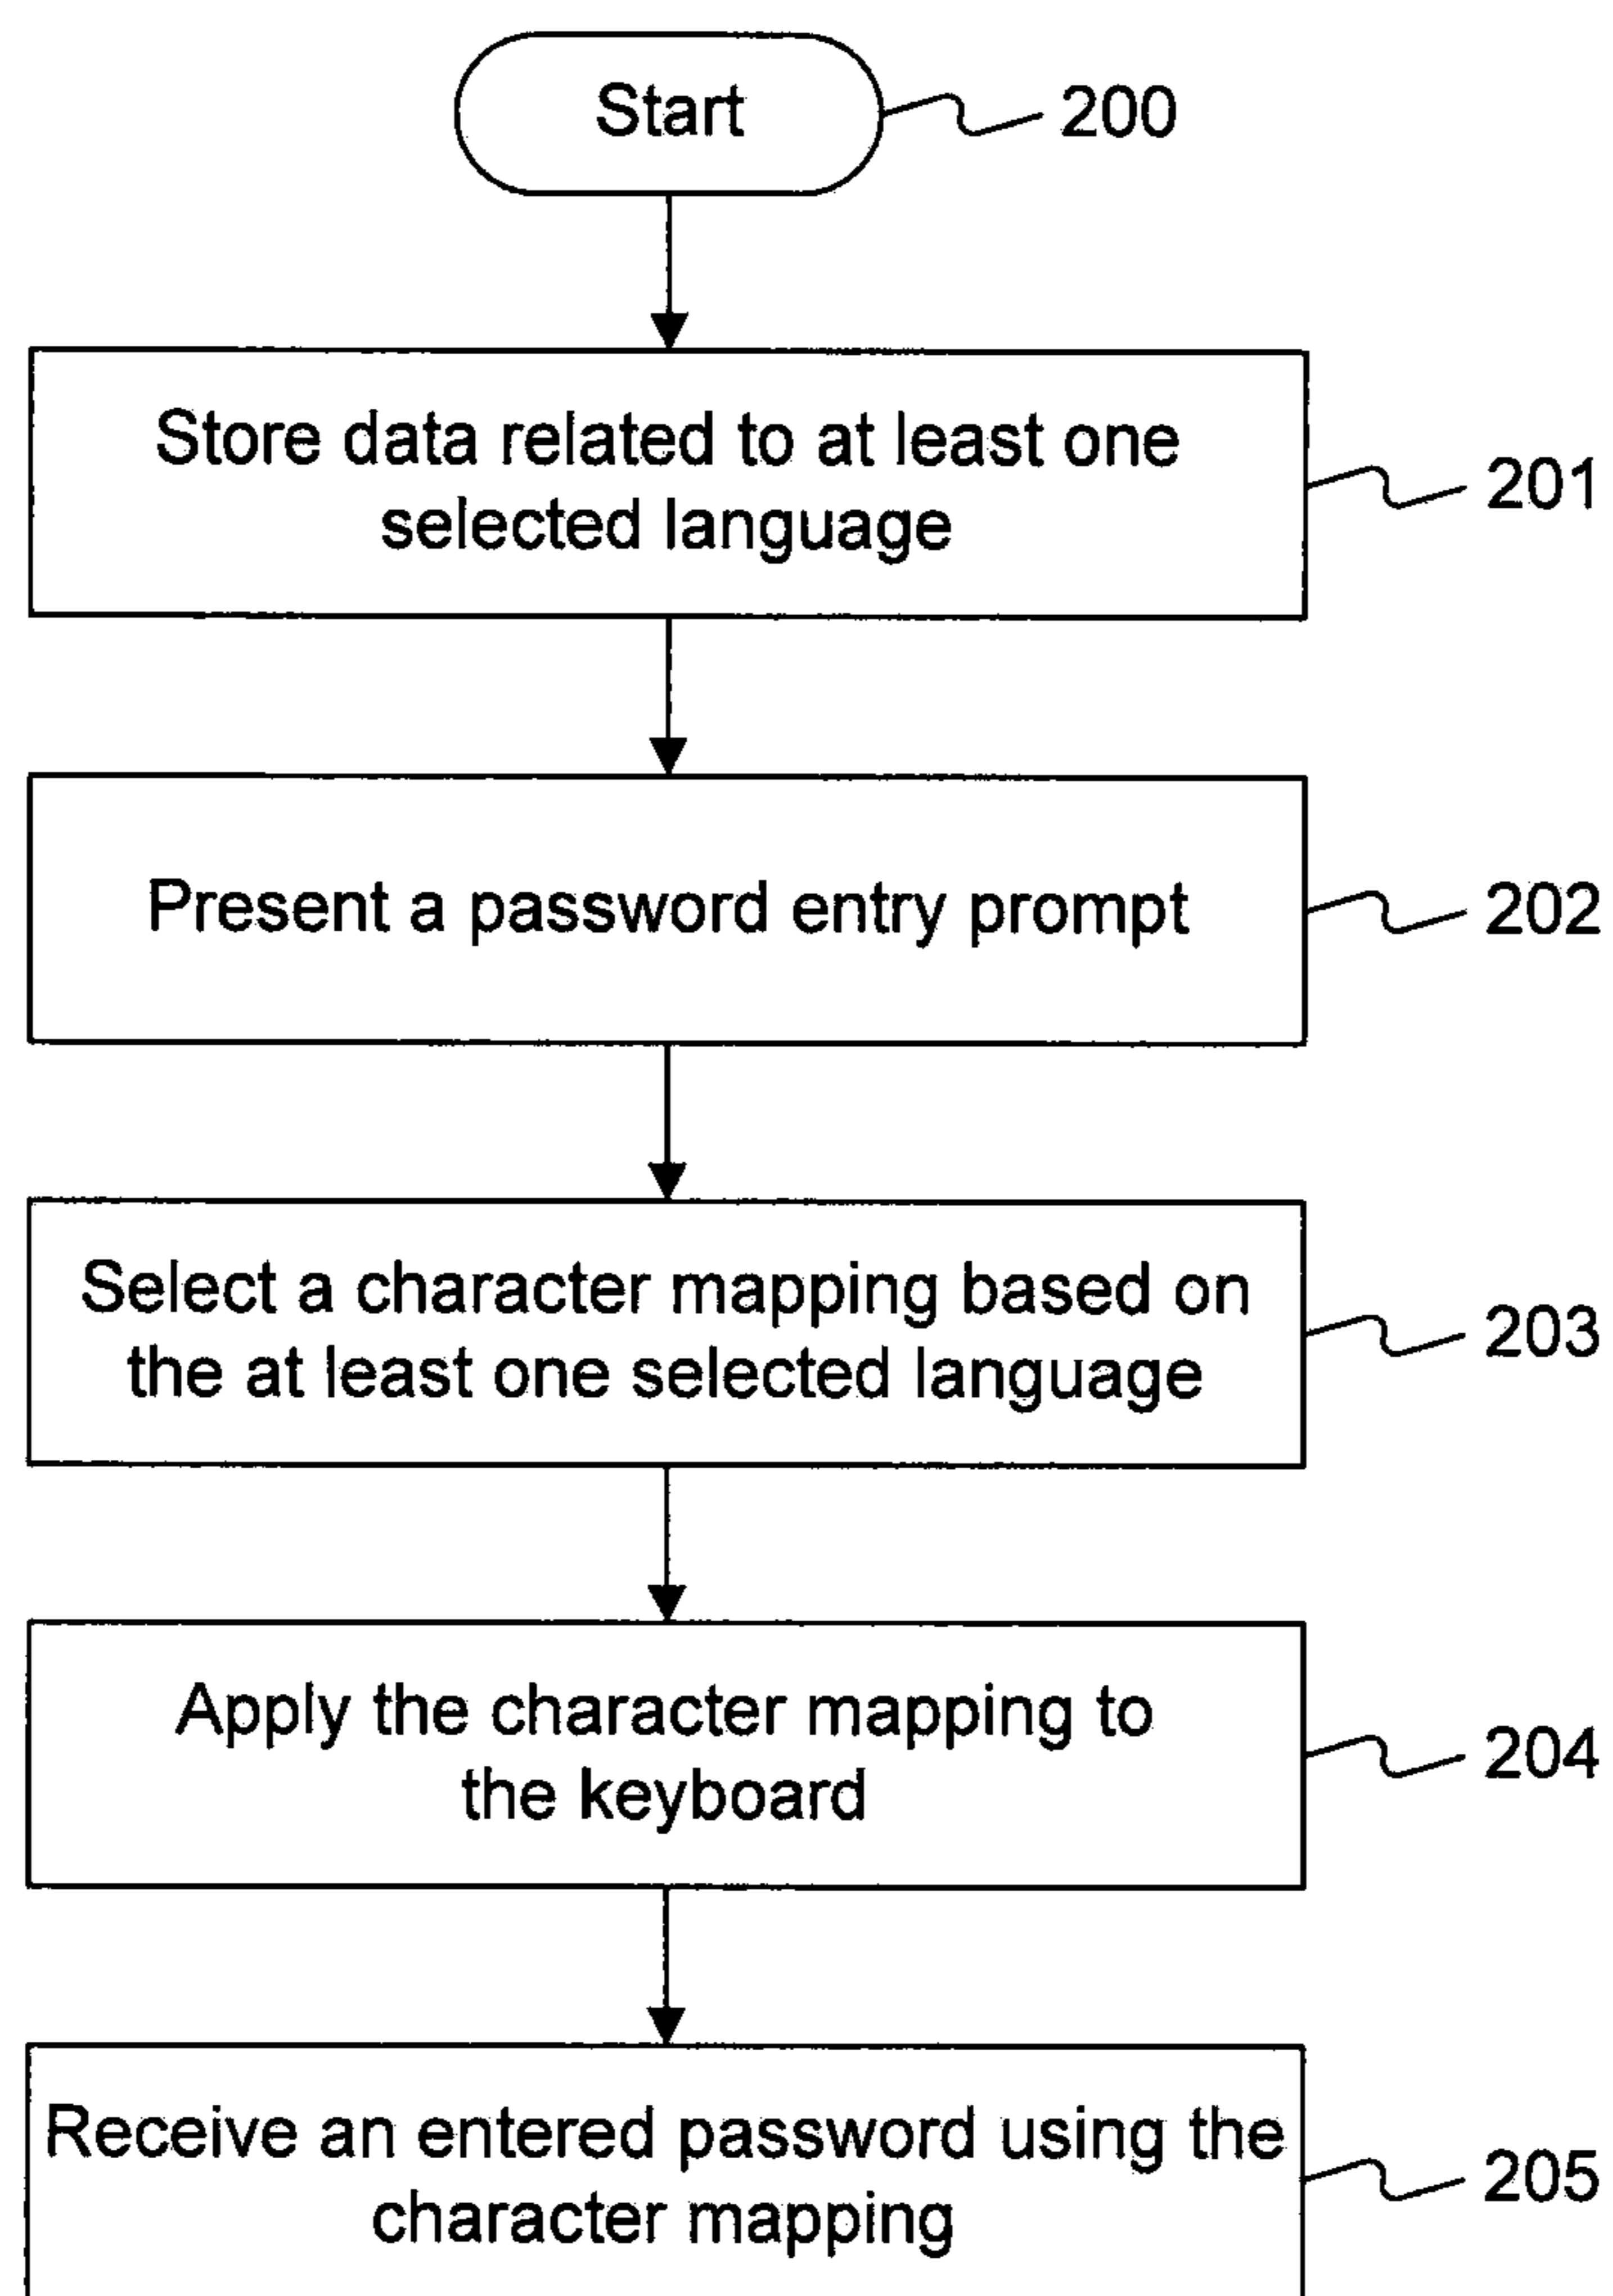 Start
200
Store data related to at least one
selected language
201
Present a password entry prompt
202
Select a character mapping based on
the at least one selected language
203
Apply the character mapping to
the keyboard
204
Receive an entered password using the
character mapping
205